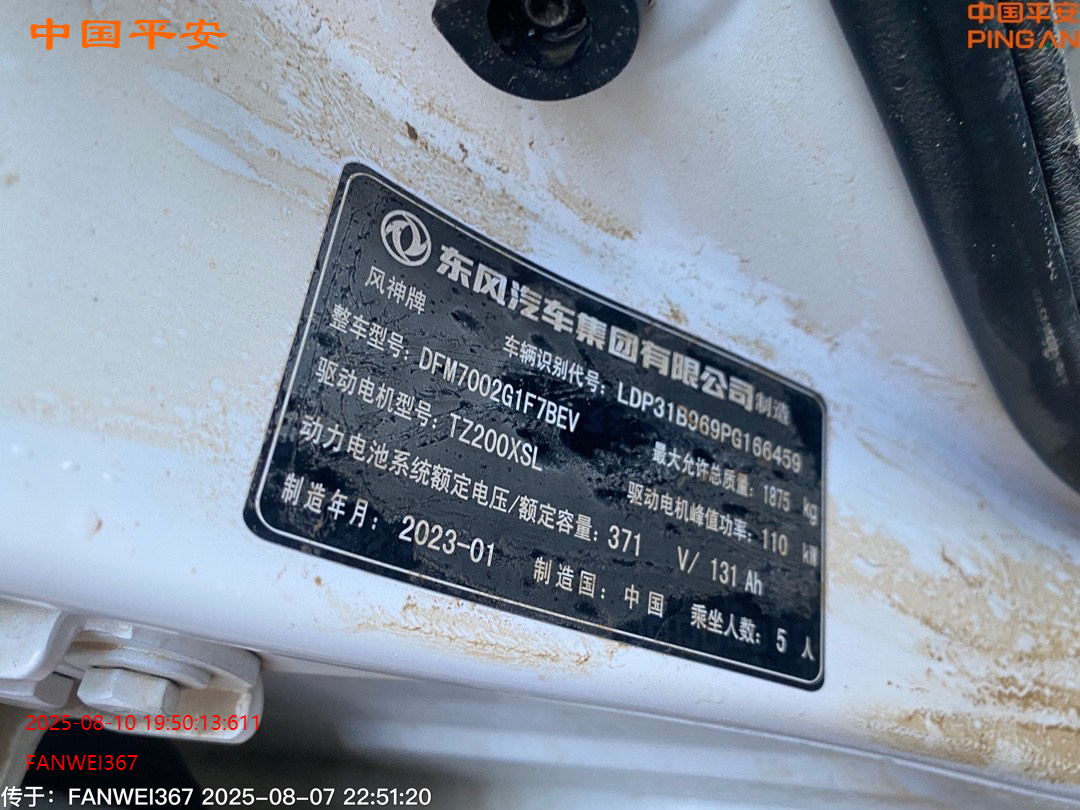 中国平安
中国平安
PINGAN
东风汽车集团有限公司 制造
风神牌 车辆识别代号: LDP31B969PG166459
整车型号: DFM7002G1F7BEV 最大允许总质量: 1875 kg
驱动电机型号: TZ200XSL 驱动电机峰值功率: 110 kW
动力电池系统额定电压/额定容量: 371 V/ 131 Ah
制造年月: 2023-01 制造国: 中国 乘坐人数: 5 人
2025-08-10 19:50:13:611
FANWEI367
传于: FANWEI367 2025-08-07 22:51:20